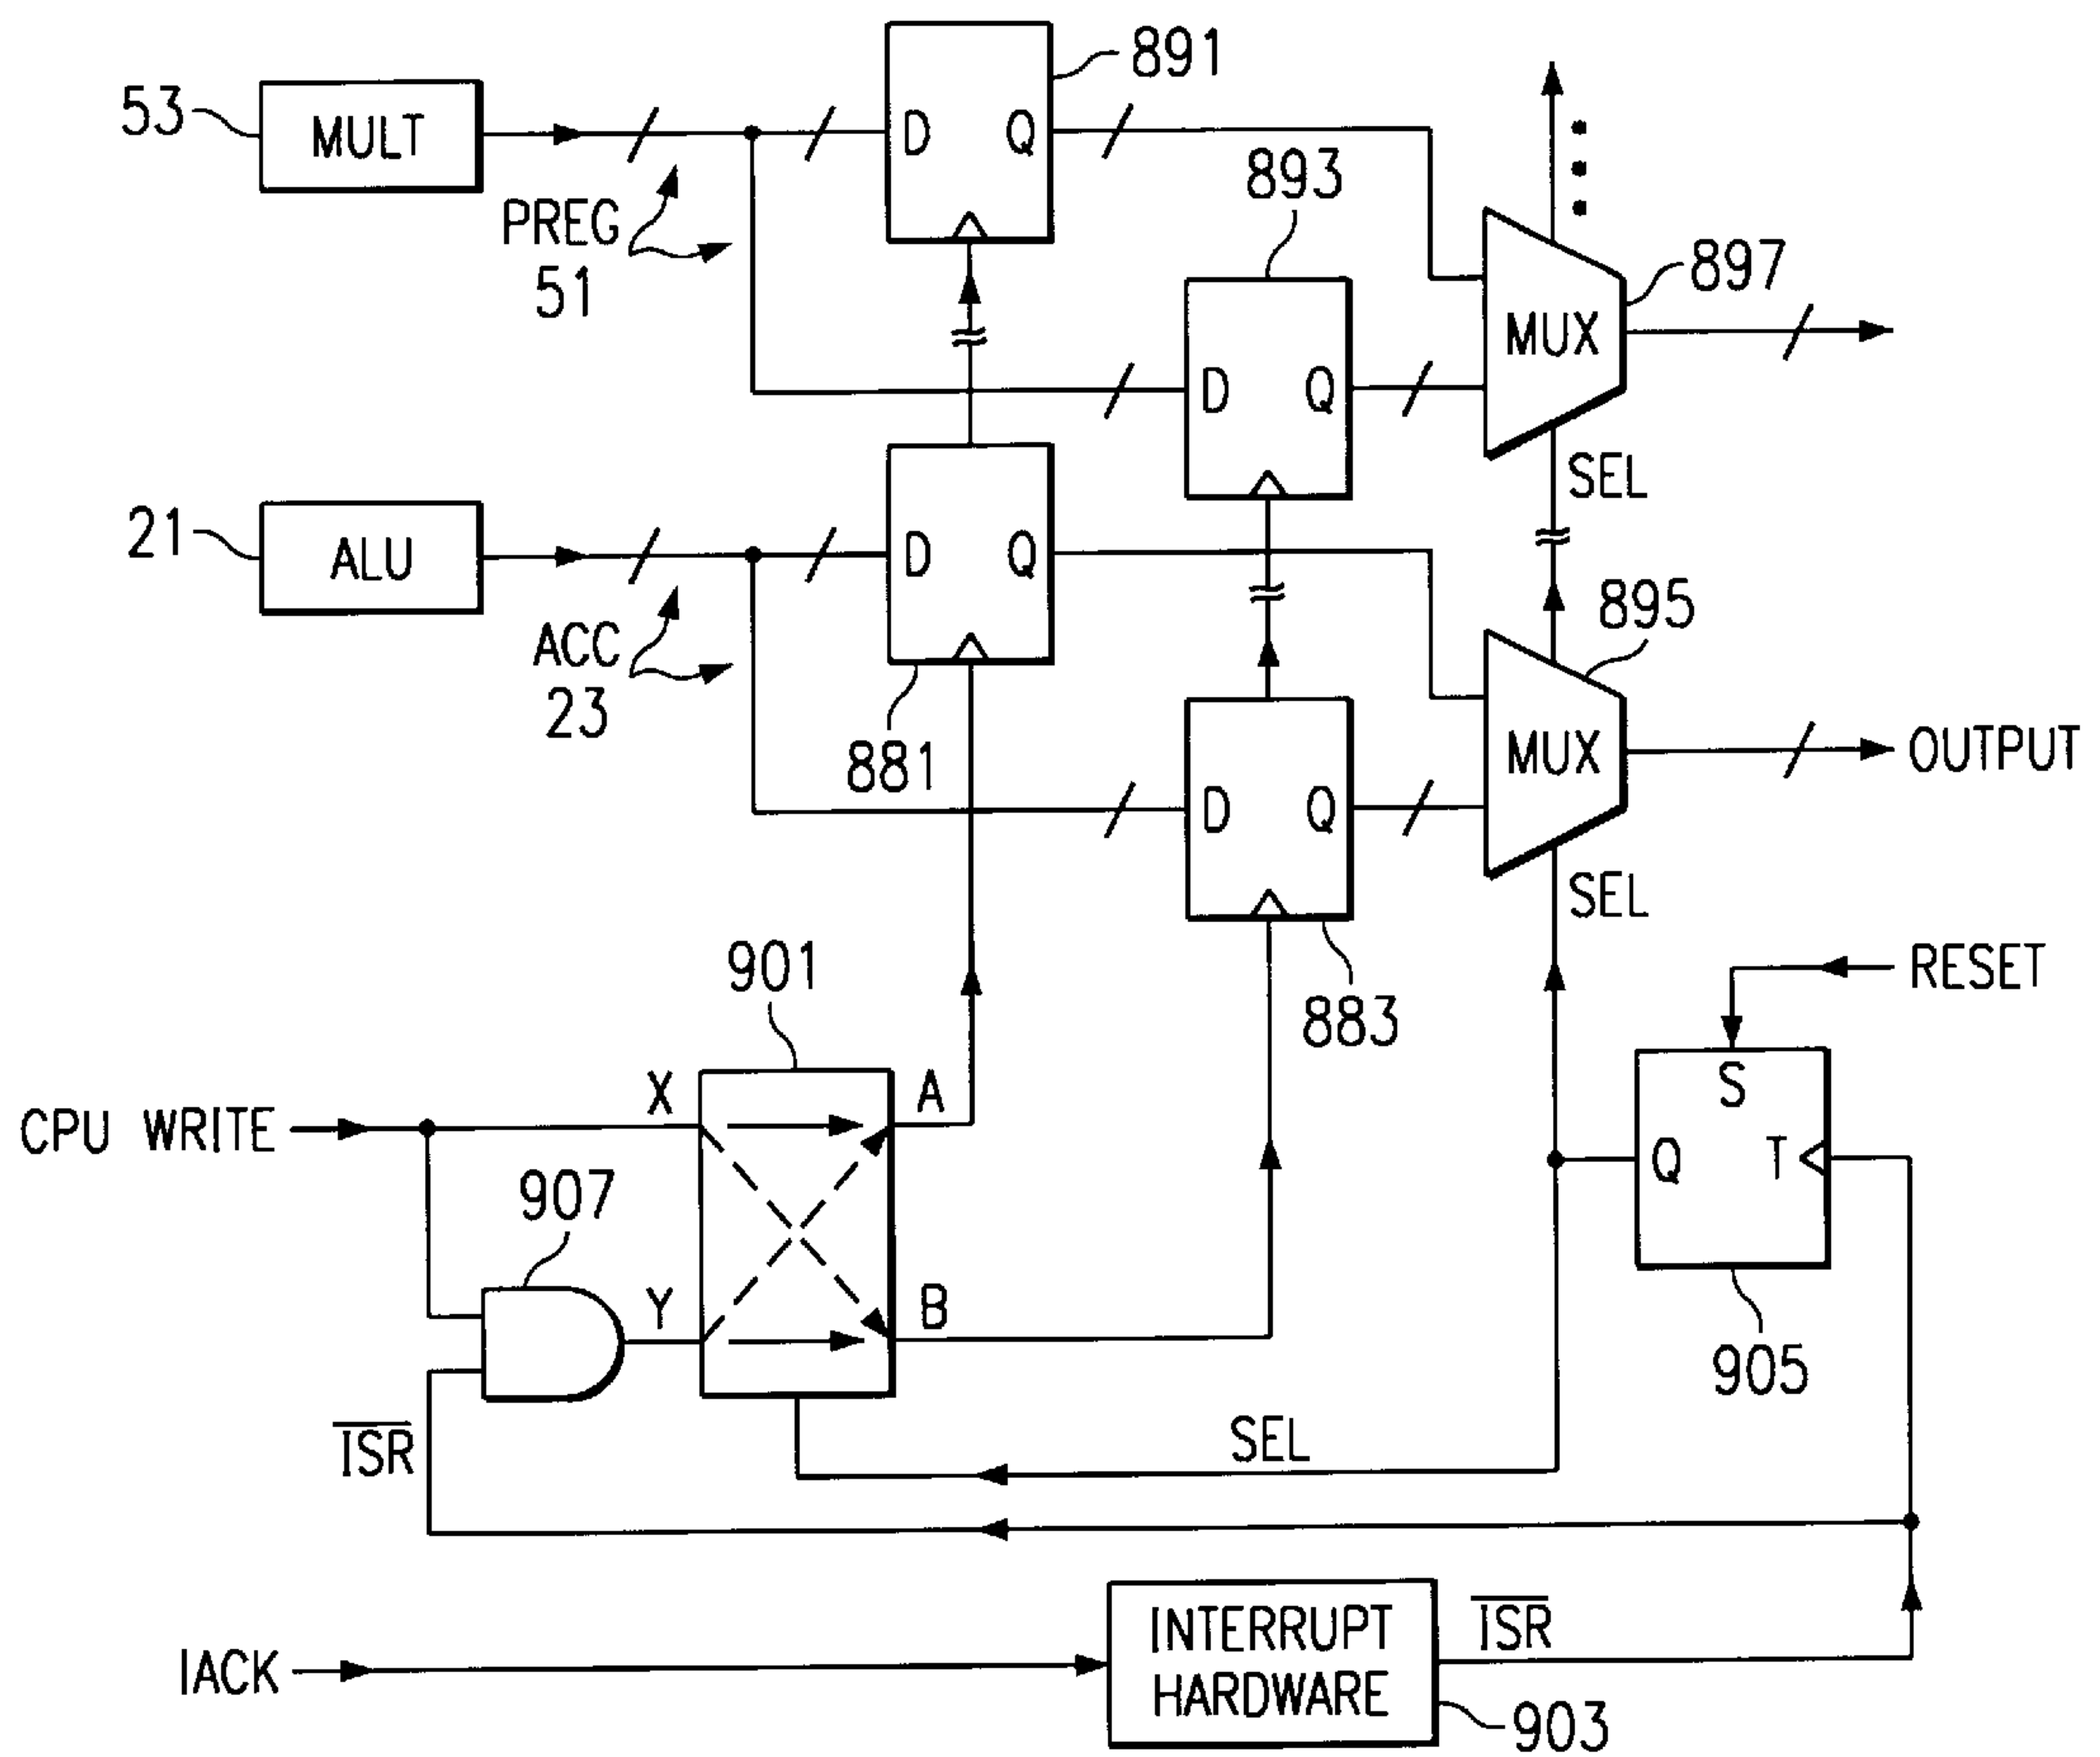 891
53
MULT
D
Q
893
PREG
51
897
MUX
D
Q
SEL
21
ALU
D
Q
895
ACC
23
881
MUX
OUTPUT
D
Q
SEL
901
RESET
883
X
A
S
CPU WRITE
907
Q
T
Y
B
905
ISR
SEL
INTERRUPT
HARDWARE
ISR
IACK
903